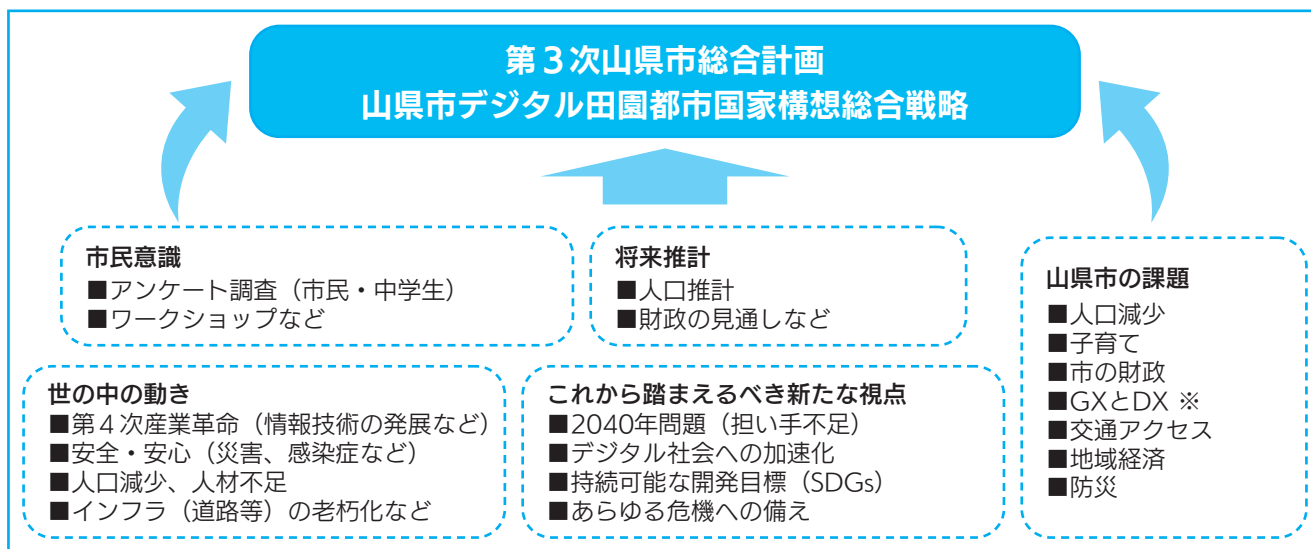 第3次山県市総合計画
山県市デジタル田園都市国家構想総合戦略
市民意識
■アンケート調査（市民・中学生）
■ワークショップなど
将来推計
■人口推計
■財政の見通しなど
山県市の課題
■人口減少
■子育て
■市の財政
■GXとDX ※
■交通アクセス
■地域経済
■防災
世の中の動き
■第4次産業革命（情報技術の発展など）
■安全・安心（災害、感染症など）
■人口減少、人材不足
■インフラ（道路等）の老朽化など
これから踏まえるべき新たな視点
■2040年問題（担い手不足）
■デジタル社会への加速化
■持続可能な開発目標（SDGs）
■あらゆる危機への備え